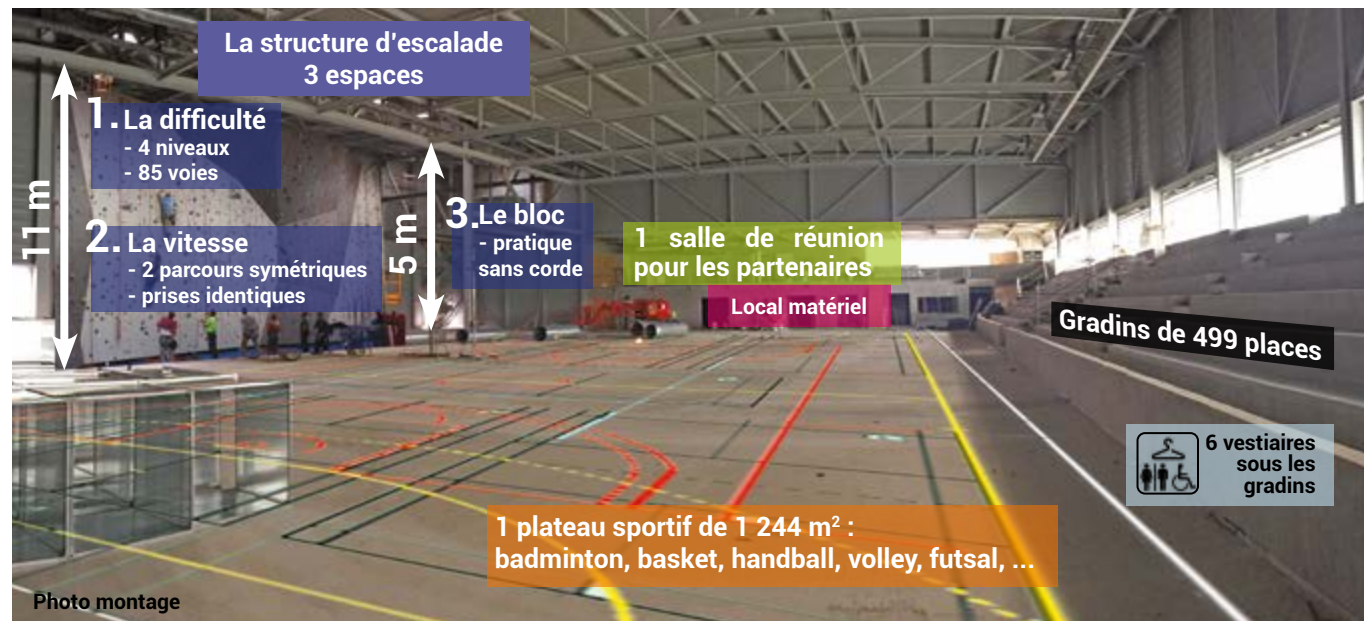 La structure d'escalade
3 espaces
11 m
1. La difficulté
- 4 niveaux
- 85 voies
2. La vitesse
- 2 parcours symétriques
- prises identiques
5 m
3. Le bloc
- pratique
sans corde
1 salle de réunion
pour les partenaires
Local matériel
Gradins de 499 places
6 vestiaires
sous les
gradins
1 plateau sportif de 1 244 m² :
badminton, basket, handball, volley, futsal, ...
Photo montage